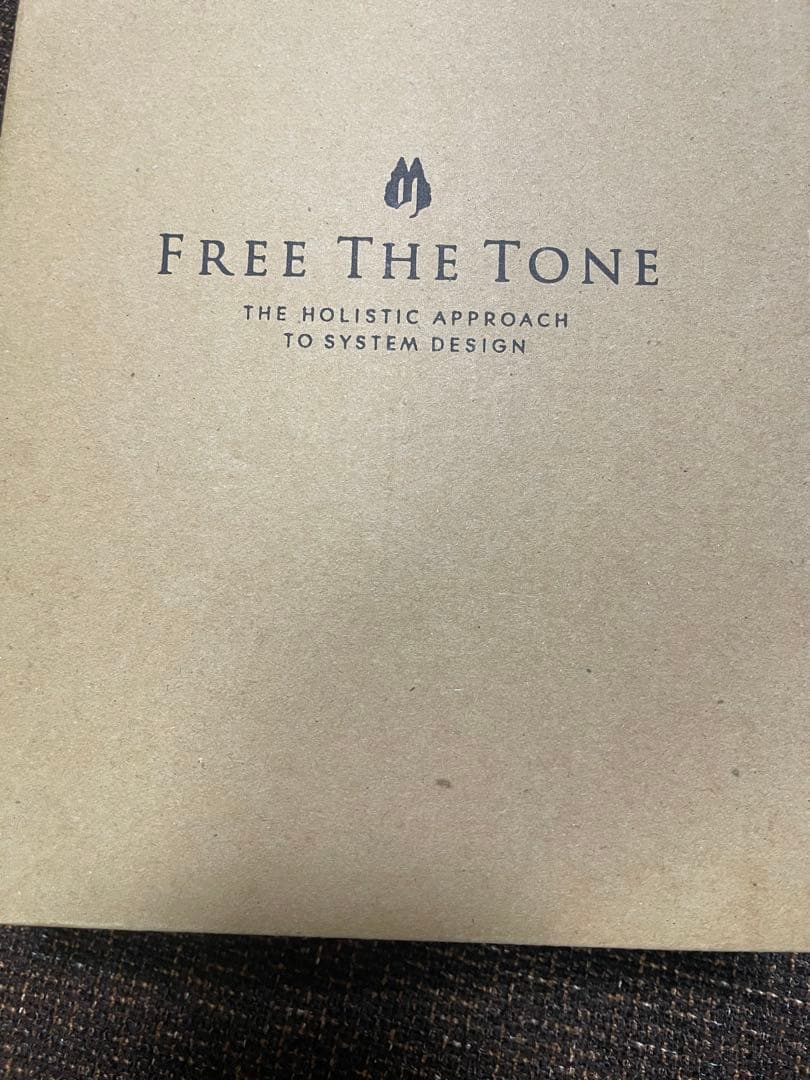 FREE THE TONE
THE HOLISTIC APPROACH
TO SYSTEM DESIGN